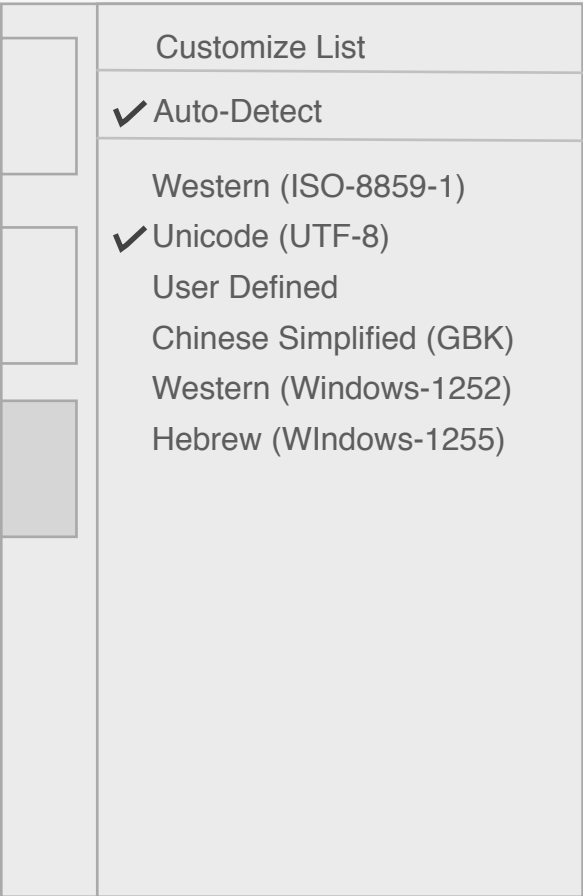 Customize List
Auto-Detect
Western (ISO-8859-1)
Unicode (UTF-8)
User Defined
Chinese Simplified (GBK)
Western (Windows-1252)
Hebrew (WIndows-1255)